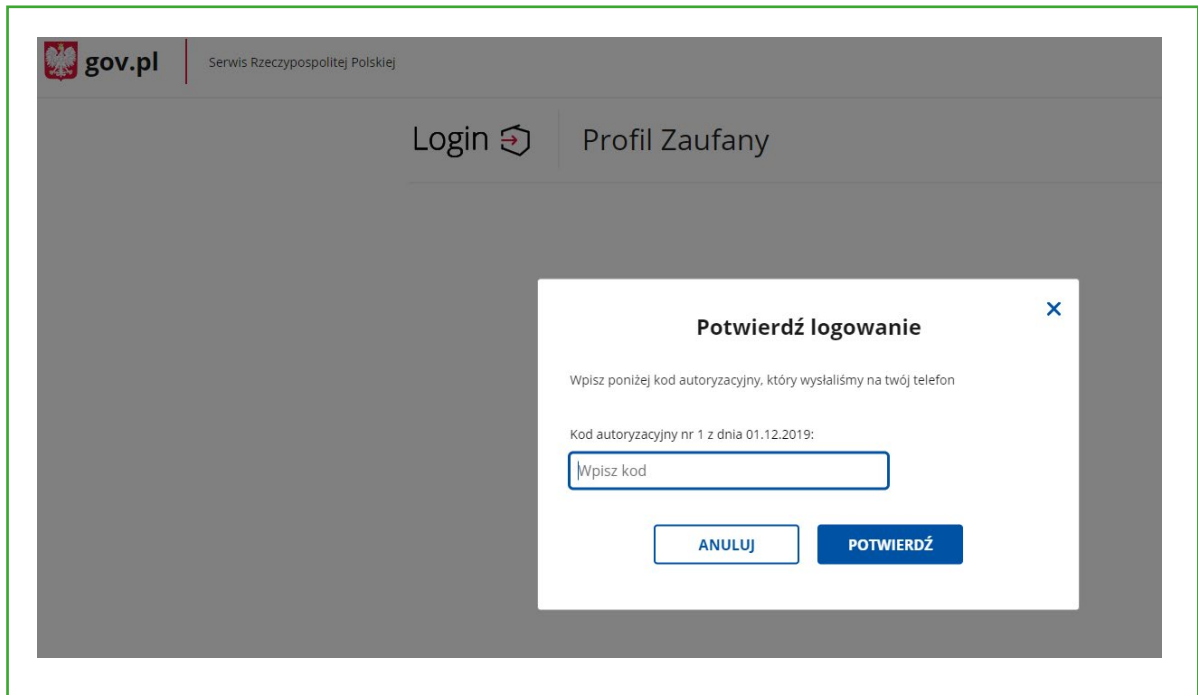 gov.pl
Serwis Rzeczypospolitej Polskiej
Login
Profil Zaufany
Potwierdź logowanie
Wpisz poniżej kod autoryzacyjny, który wysłaliśmy na twój telefon
Kod autoryzacyjny nr 1 z dnia 01.12.2019:
Wpisz kod
ANULUJ POTWIERDŹ